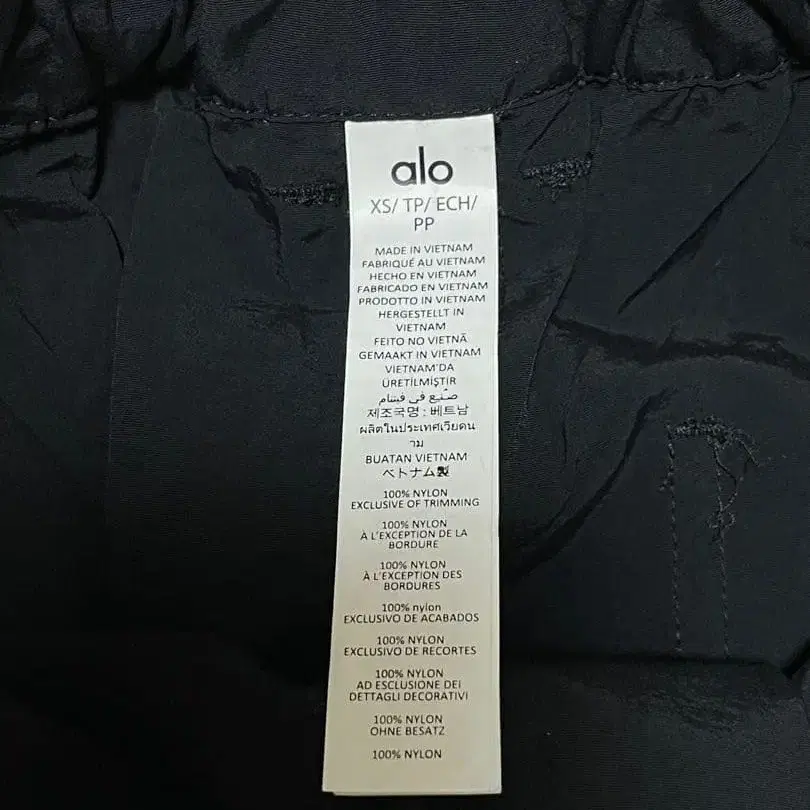 alo
XS/ TP/ ECH/
PP
MADE IN VIETNAM
FABRIQUÉ AU VIETNAM
HECHO EN VIETNAM
FABRICADO EN VIETNAM
PRODOTTO IN VIETNAM
HERGESTELLT IN
VIETNAM
FEITO NO VIETNÃ
GEMAAKT IN VIETNAM
VIETNAM'DA
ÜRETİLMİŞTİR
صُنِع في فيتنام
제조국명 : 베트남
ผลิตในประเทศเวียดน
าม
BUATAN VIETNAM
ベトナム製
100% NYLON
EXCLUSIVE OF TRIMMING
100% NYLON
À L'EXCEPTION DE LA
BORDURE
100% NYLON
À L'EXCEPTION DES
BORDURES
100% nylon
EXCLUSIVO DE ACABADOS
100% NYLON
EXCLUSIVO DE RECORTES
100% NYLON
AD ESCLUSIONE DEI
DETTAGLI DECORATIVI
100% NYLON
OHNE BESATZ
100% NYLON